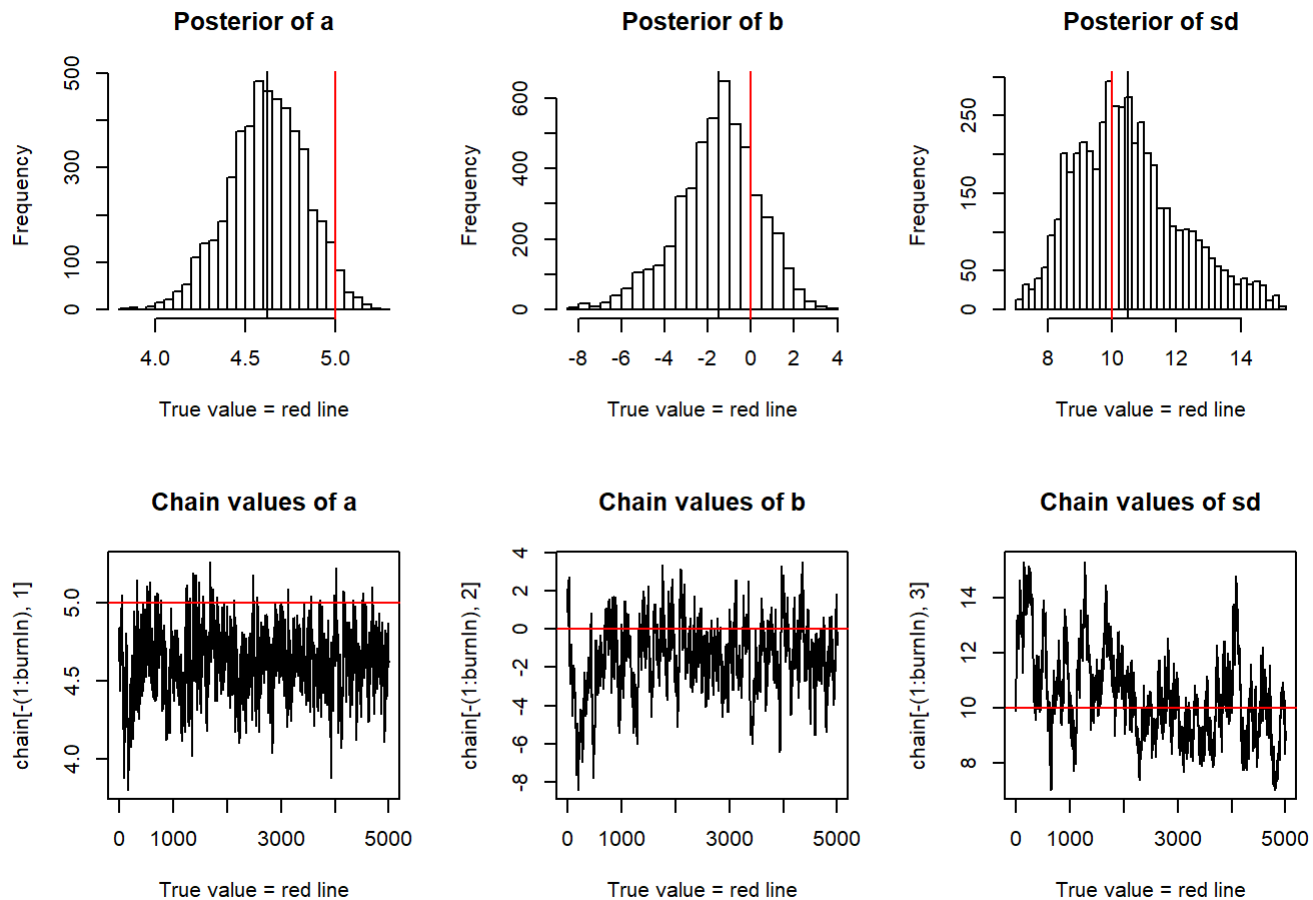 Posterior of a
Frequency
0
100
300
500
4.0 4.5 5.0
True value = red line
Posterior of b
Frequency
0
200
400
600
-8 -6 -4 -2 0 2 4
True value = red line
Posterior of sd
Frequency
0
50
150
250
8 10 12 14
True value = red line
Chain values of a
chain[-(1:burnIn), 1]
4.0
4.5
5.0
0 1000 3000 5000
True value = red line
Chain values of b
chain[-(1:burnIn), 2]
-8
-6
-4
-2
0
2
4
0 1000 3000 5000
True value = red line
Chain values of sd
chain[-(1:burnIn), 3]
8
10
12
14
0 1000 3000 5000
True value = red line